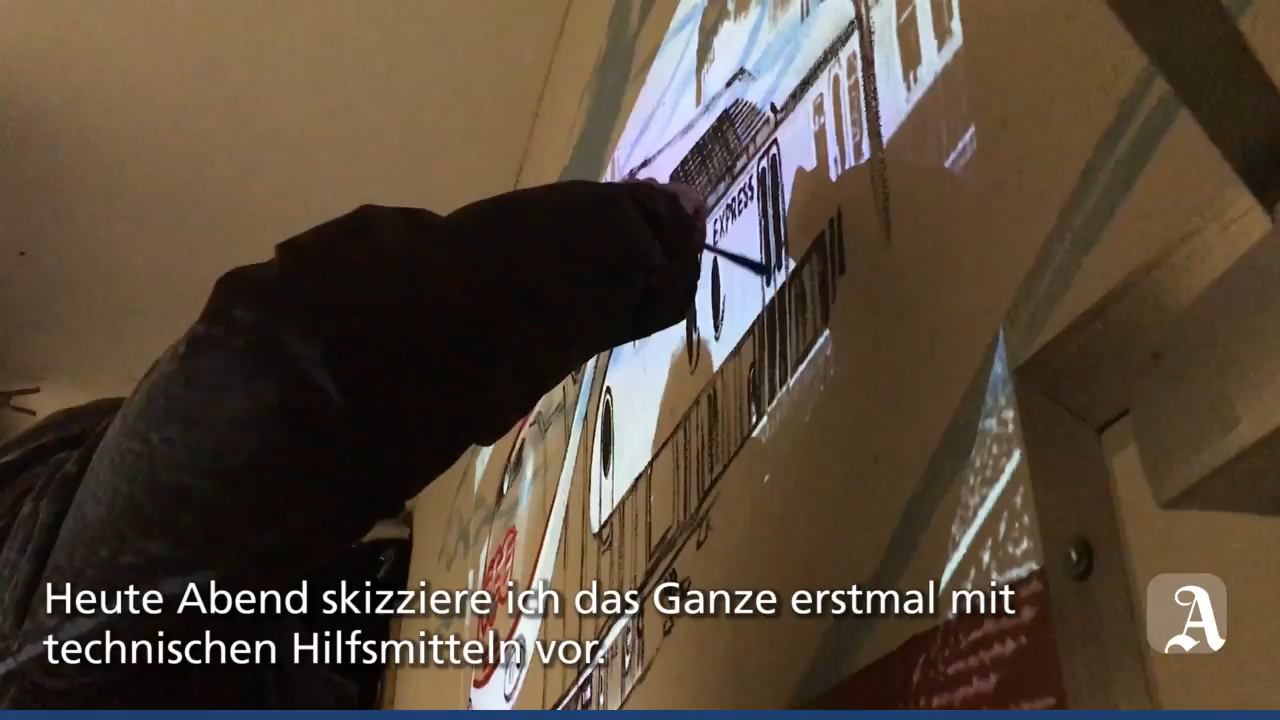 EXPRESS
Heute Abend skizziere ich das Ganze erstmal mit
technischen Hilfsmitteln vor.
A